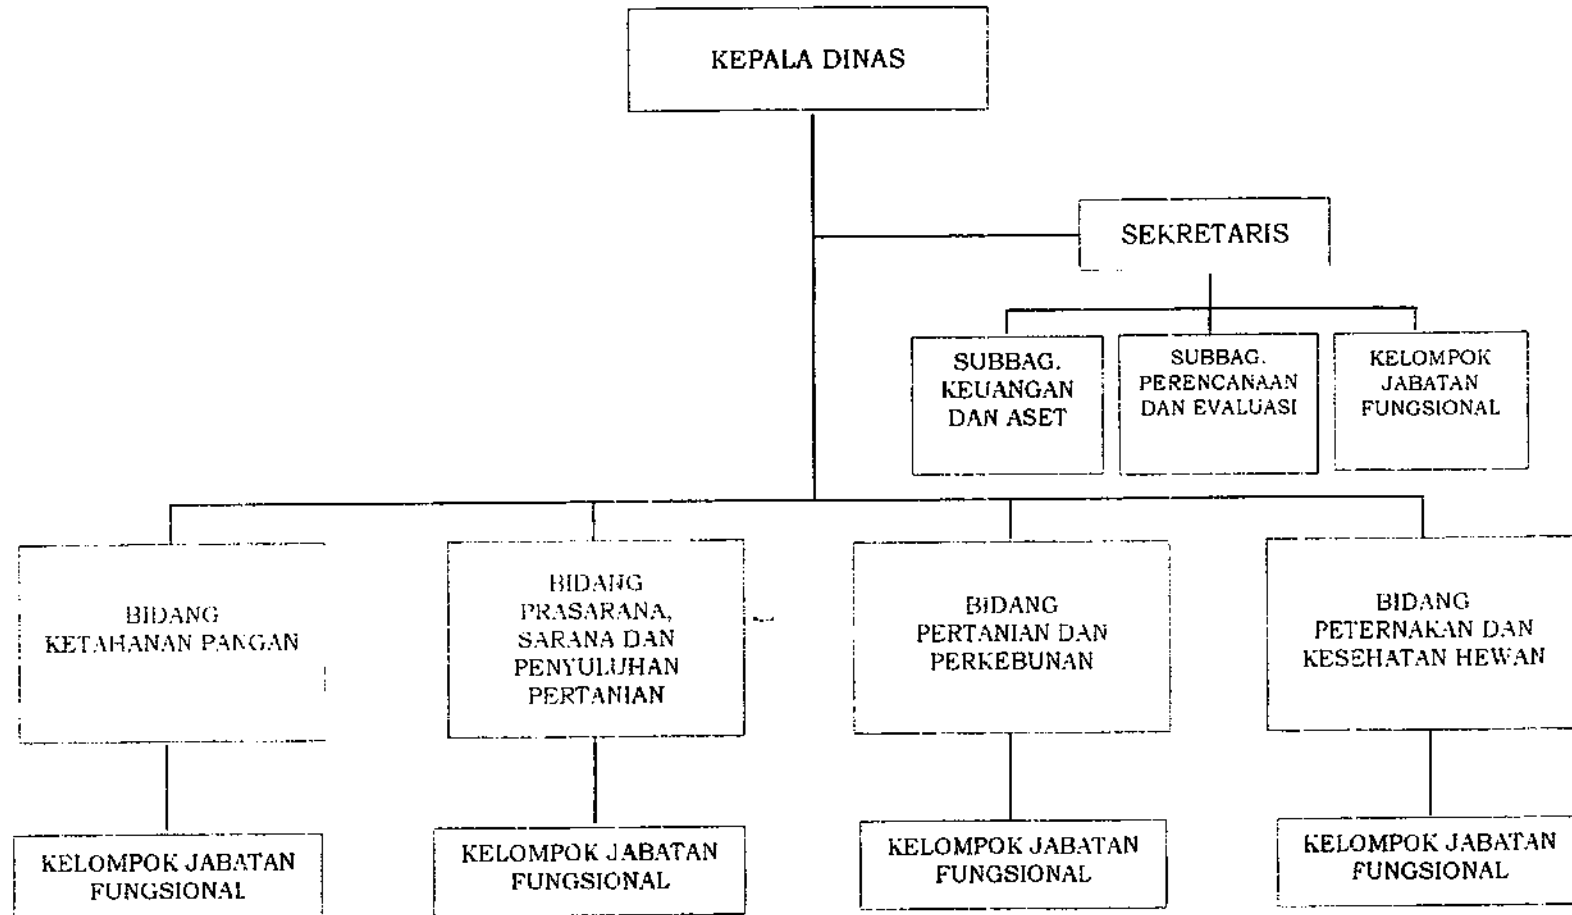 KEPALA DINAS
SEKRETARIS
SUBBAG.
KEUANGAN
DAN ASET
SUBBAG.
PERENCANAAN
DAN EVALUASI
KELOMPOK
JABATAN
FUNGSIONAL
BIDANG
KETAHANAN PANGAN
BIDANG
PRASARANA,
SARANA DAN
PENYULUHAN
PERTANIAN
BIDANG
PERTANIAN DAN
PERKEBUNAN
BIDANG
PETERNAKAN DAN
KESEHATAN HEWAN
KELOMPOK JABATAN
FUNGSIONAL
KELOMPOK JABATAN
FUNGSIONAL
KELOMPOK JABATAN
FUNGSIONAL
KELOMPOK JABATAN
FUNGSIONAL